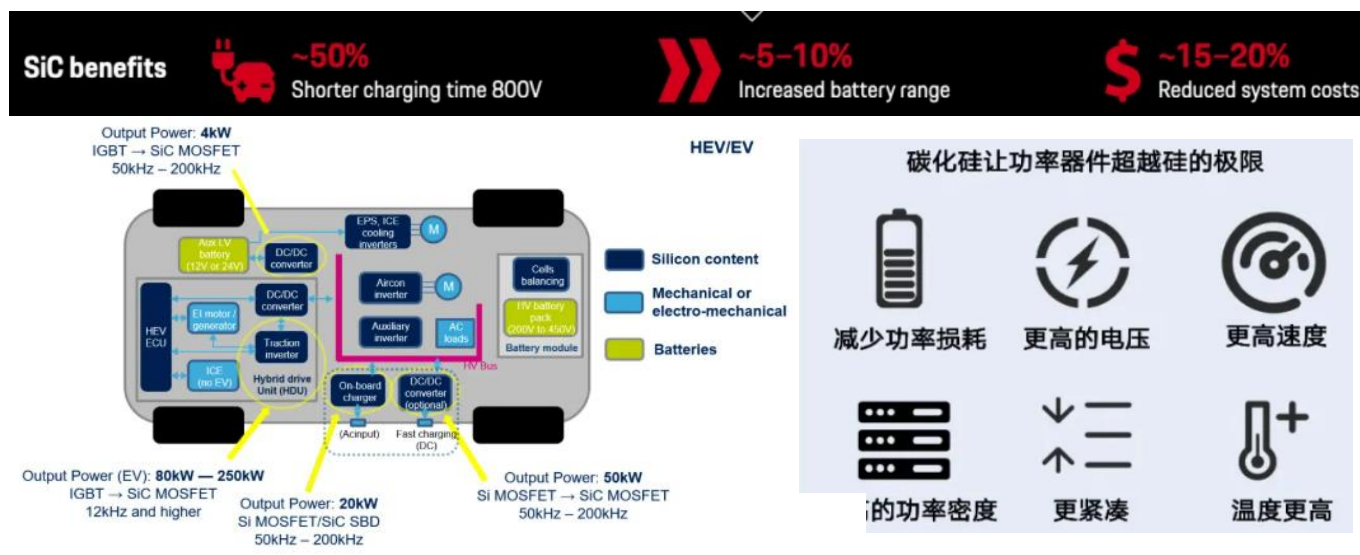 SiC benefits
~50%
Shorter charging time 800V
~5–10%
Increased battery range
~15–20%
Reduced system costs
Output Power: 4kW
IGBT → SiC MOSFET
50kHz – 200kHz
HEV/EV
Aux LV
battery
(12V or 24V)
DC/DC
converter
EPS, ICE
cooling
inverters
M
HEV
ECU
DC/DC
converter
EI motor /
generator
Traction
inverter
ICE
(no EV)
Hybrid drive
Unit (HDU)
Aircon
inverter
M
Auxiliary
inverter
AC
loads
HV Bus
Cells
balancing
HV battery
pack
(200V to 450V)
Battery module
On-board
charger
DC/DC
converter
(optional)
(Acinput)
Fast charging
(DC)
Silicon content
Mechanical or
electro-mechanical
Batteries
Output Power (EV): 80kW — 250kW
IGBT → SiC MOSFET
12kHz and higher
Output Power: 20kW
Si MOSFET/SiC SBD
50kHz – 200kHz
Output Power: 50kW
Si MOSFET → SiC MOSFET
50kHz – 200kHz
碳化硅让功率器件超越硅的极限
减少功率损耗
更高的电压
更高速度
的功率密度
更紧凑
温度更高